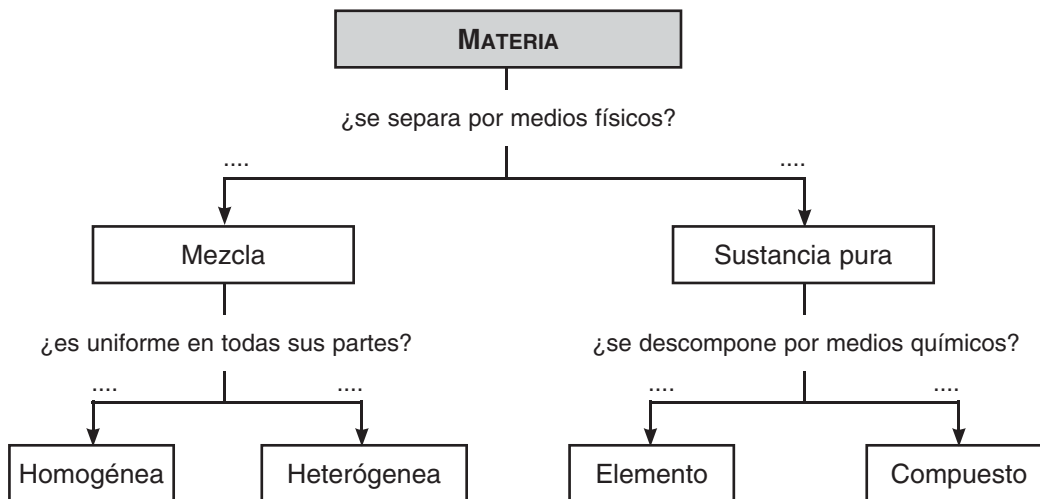 MATERIA
¿se separa por medios físicos?
.... ....
Mezcla Sustancia pura
¿es uniforme en todas sus partes? ¿se descompone por medios químicos?
.... .... .... ....
Homogénea Heterógenea Elemento Compuesto